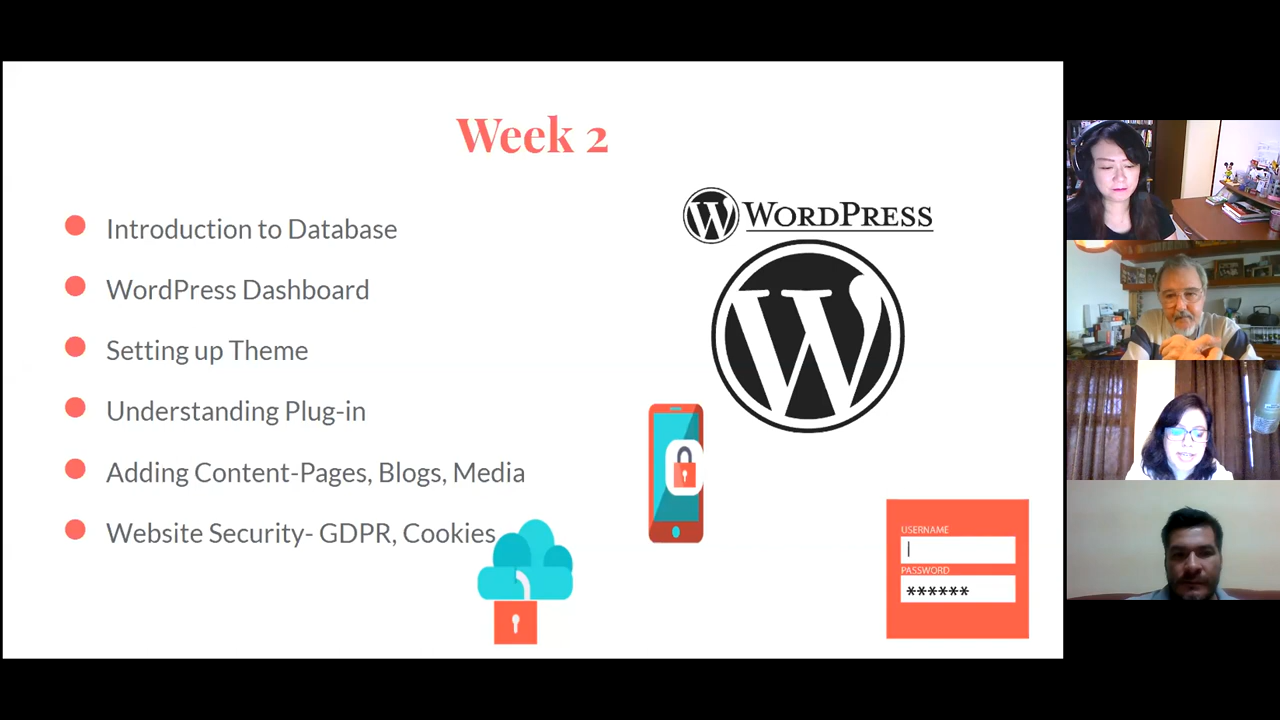 Week 2
Introduction to Database
WordPress Dashboard
Setting up Theme
Understanding Plug-in
Adding Content-Pages, Blogs, Media
Website Security- GDPR, Cookies
WORDPRESS
USERNAME
PASSWORD
******